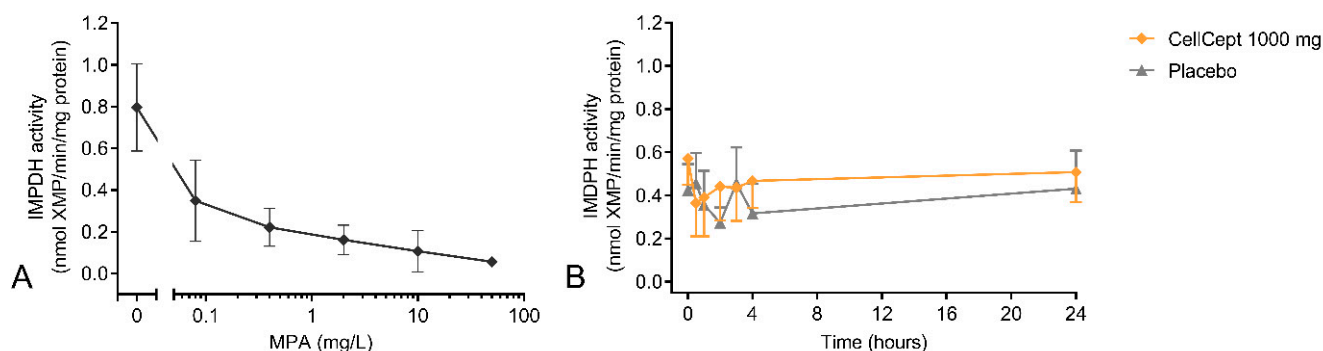 A
IMPDH activity
(nmol XMP/min/mg protein)
1.2
1.0
0.8
0.6
0.4
0.2
0.0
0
0.1
1
10
100
MPA (mg/L)
B
IMDPH activity
(nmol XMP/min/mg protein)
1.2
1.0
0.8
0.6
0.4
0.2
0.0
0
4
8
12
16
20
24
Time (hours)
CellCept 1000 mg
Placebo